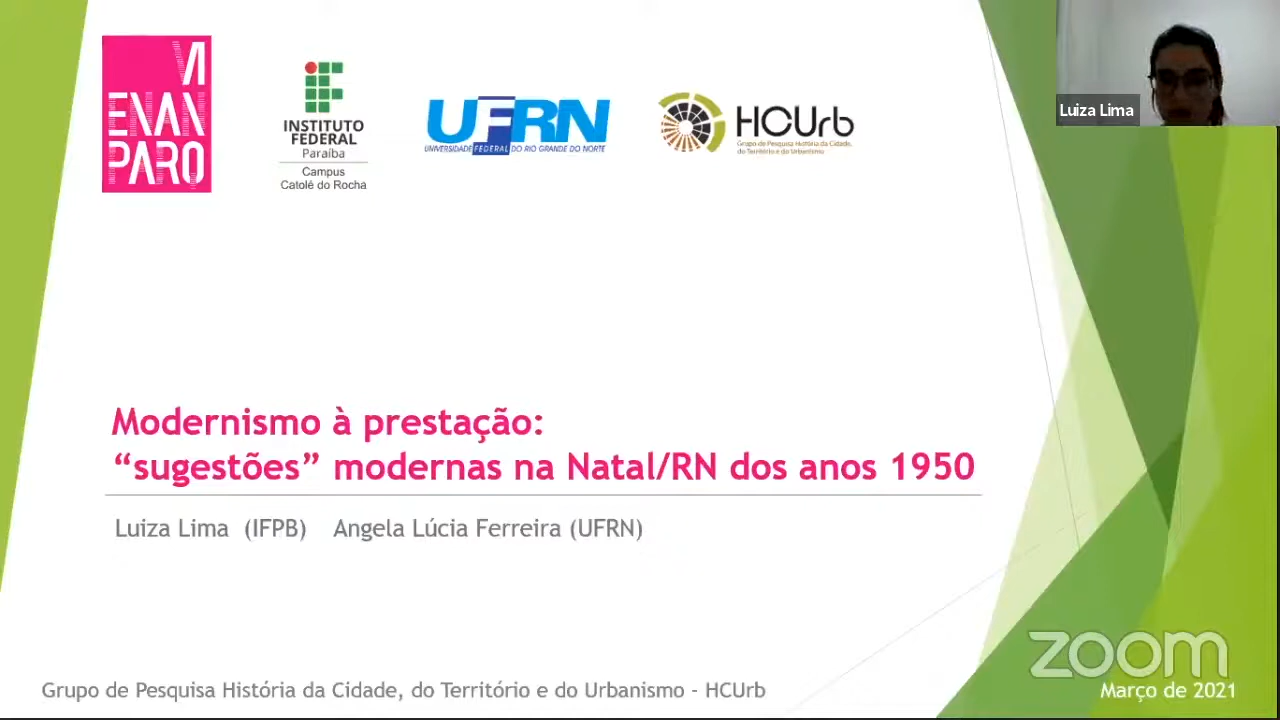 VI
ENAN
PARQ
INSTITUTO
FEDERAL
Paraíba
Campus
Catolé do Rocha
UFRN
UNIVERSIDADE FEDERAL DO RIO GRANDE DO NORTE
HCUrb
Grupo de Pesquisa História da Cidade,
do Território e do Urbanismo
Luiza Lima
Modernismo à prestação:
“sugestões” modernas na Natal/RN dos anos 1950
Luiza Lima (IFPB) Angela Lúcia Ferreira (UFRN)
zoom
Grupo de Pesquisa História da Cidade, do Território e do Urbanismo - HCUrb
Março de 2021